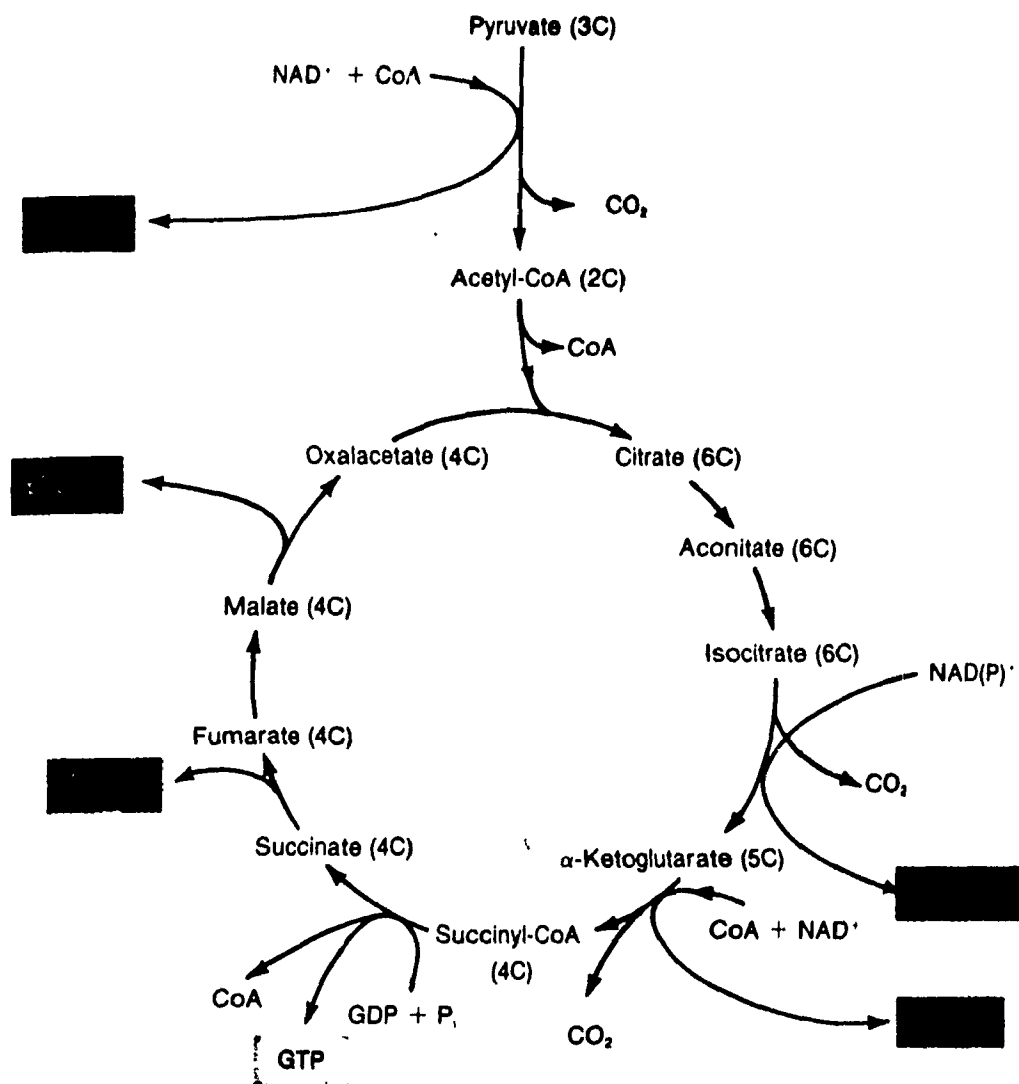 Pyruvate (3C)
NAD⁺ + CoA
CO₂
Acetyl-CoA (2C)
CoA
Oxalacetate (4C)
Citrate (6C)
Aconitate (6C)
Malate (4C)
Isocitrate (6C)
NAD(P)⁺
Fumarate (4C)
CO₂
Succinate (4C)
α-Ketoglutarate (5C)
CoA + NAD⁺
Succinyl-CoA
(4C)
CoA
GDP + Pᵢ
CO₂
GTP